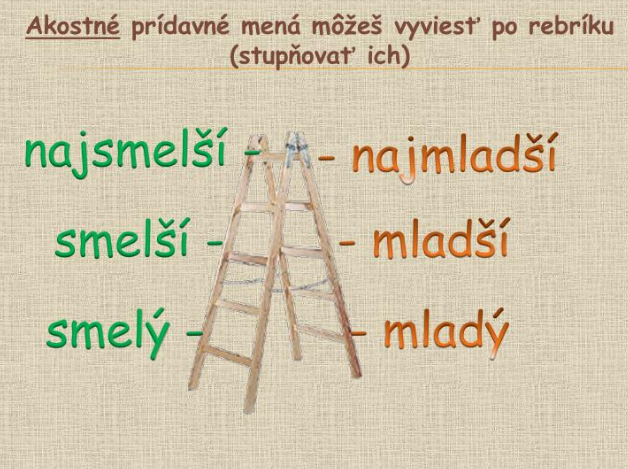 Akostné prídavné mená môžeš vyviesť po rebríku
(stupňovať ich)
najsmelší - - najmladší
smelší - - mladší
smelý - - mladý